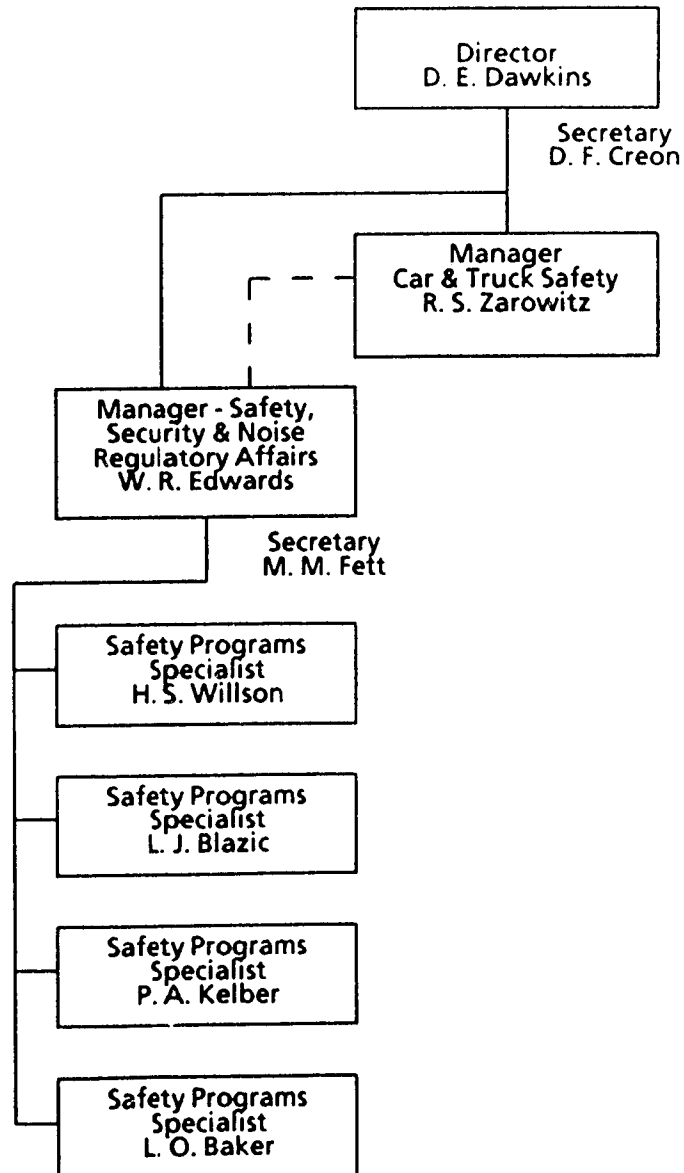 Director
D. E. Dawkins
Secretary
D. F. Creon
Manager
Car & Truck Safety
R. S. Zarowitz
Manager - Safety,
Security & Noise
Regulatory Affairs
W. R. Edwards
Secretary
M. M. Fett
Safety Programs
Specialist
H. S. Willson
Safety Programs
Specialist
L. J. Blazic
Safety Programs
Specialist
P. A. Kelber
Safety Programs
Specialist
L. O. Baker